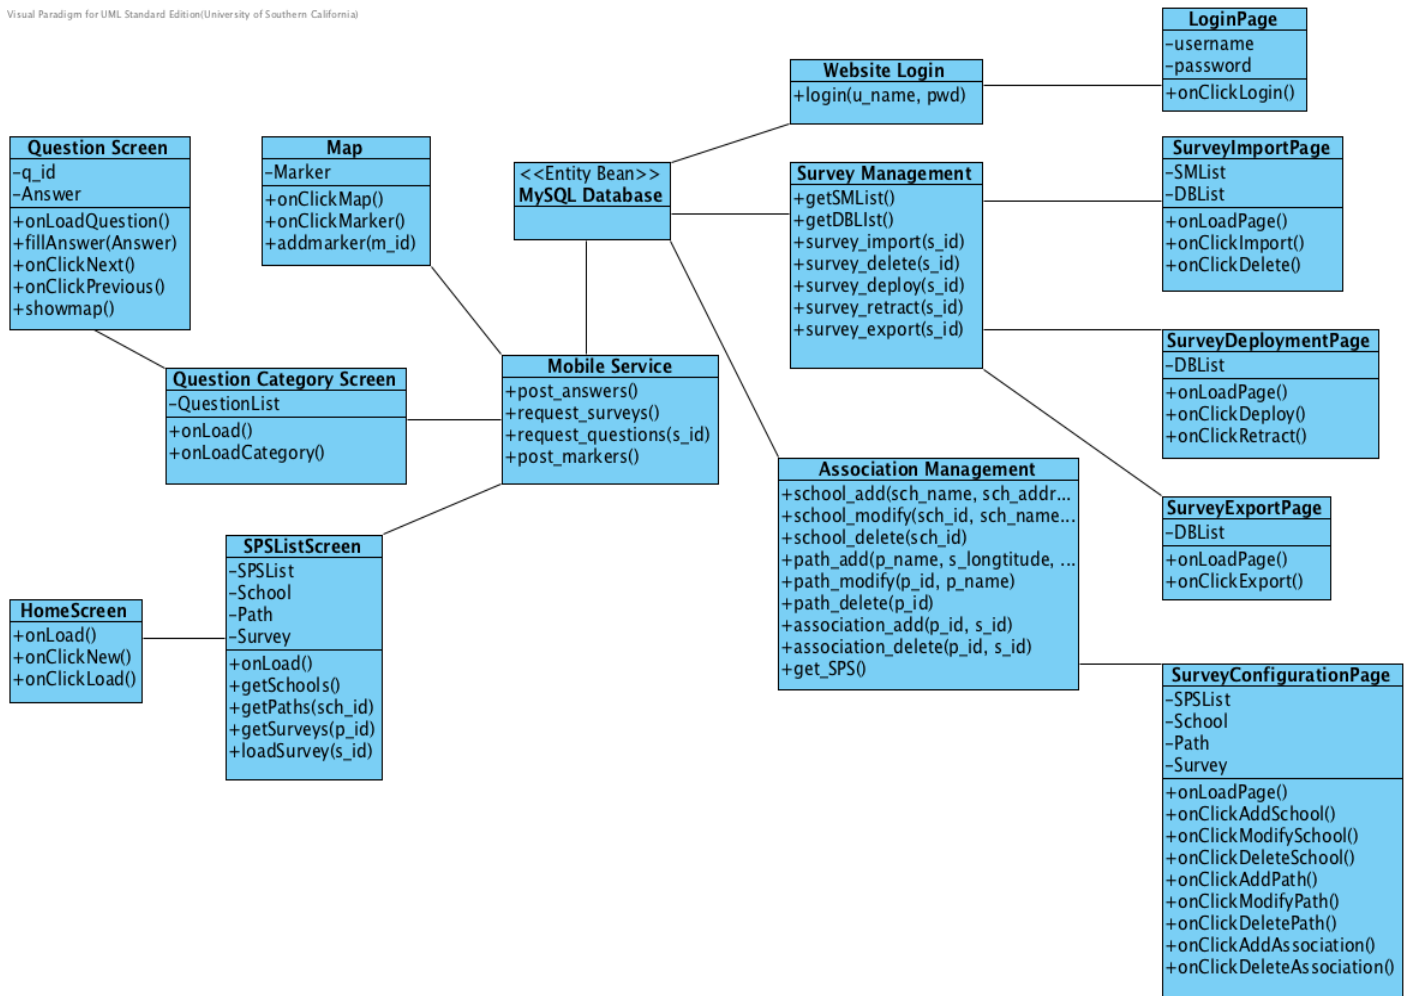 Visual Paradigm for UML Standard Edition(University of Southern California)
LoginPage
-username
-password
+onClickLogin()
Website Login
+login(u_name, pwd)
Question Screen
-q_id
-Answer
+onLoadQuestion()
+fillAnswer(Answer)
+onClickNext()
+onClickPrevious()
+showmap()
Map
-Marker
+onClickMap()
+onClickMarker()
+addmarker(m_id)
<<Entity Bean>>
MySQL Database
Survey Management
+getSMList()
+getDBLIst()
+survey_import(s_id)
+survey_delete(s_id)
+survey_deploy(s_id)
+survey_retract(s_id)
+survey_export(s_id)
SurveyImportPage
-SMList
-DBList
+onLoadPage()
+onClickImport()
+onClickDelete()
SurveyDeploymentPage
-DBList
+onLoadPage()
+onClickDeploy()
+onClickRetract()
Question Category Screen
-QuestionList
+onLoad()
+onLoadCategory()
Mobile Service
+post_answers()
+request_surveys()
+request_questions(s_id)
+post_markers()
Association Management
+school_add(sch_name, sch_addr...
+school_modify(sch_id, sch_name...
+school_delete(sch_id)
+path_add(p_name, s_longtitude, ...
+path_modify(p_id, p_name)
+path_delete(p_id)
+association_add(p_id, s_id)
+association_delete(p_id, s_id)
+get_SPS()
SurveyExportPage
-DBList
+onLoadPage()
+onClickExport()
SPSListScreen
-SPSList
-School
-Path
-Survey
+onLoad()
+getSchools()
+getPaths(sch_id)
+getSurveys(p_id)
+loadSurvey(s_id)
HomeScreen
+onLoad()
+onClickNew()
+onClickLoad()
SurveyConfigurationPage
-SPSList
-School
-Path
-Survey
+onLoadPage()
+onClickAddSchool()
+onClickModifySchool()
+onClickDeleteSchool()
+onClickAddPath()
+onClickModifyPath()
+onClickDeletePath()
+onClickAddAssociation()
+onClickDeleteAssociation()